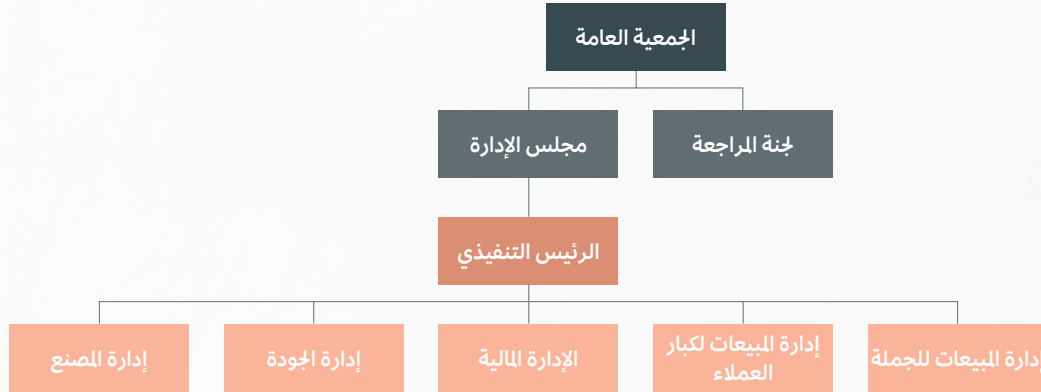 الجمعية العامة
لجنة المراجعة
مجلس الإدارة
الرئيس التنفيذي
إدارة المبيعات للجملة
إدارة المبيعات لكبار
العملاء
الإدارة المالية
إدارة الجودة
إدارة المصنع